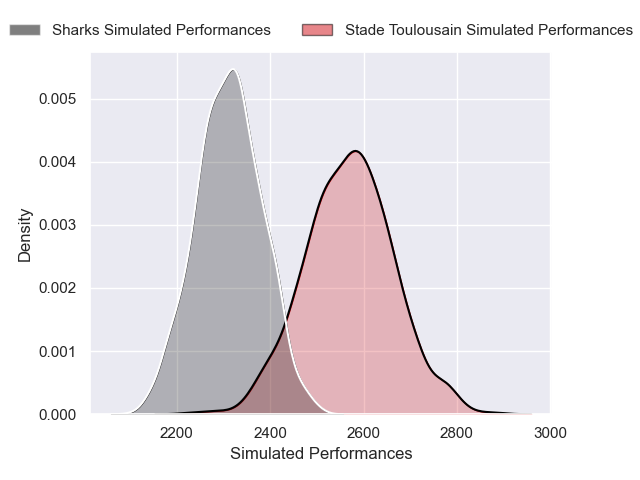 Sharks Simulated Performances
Stade Toulousain Simulated Performances
0.005
0.004
0.003
0.002
0.001
0.000
Density
2200
2400
2600
2800
3000
Simulated Performances